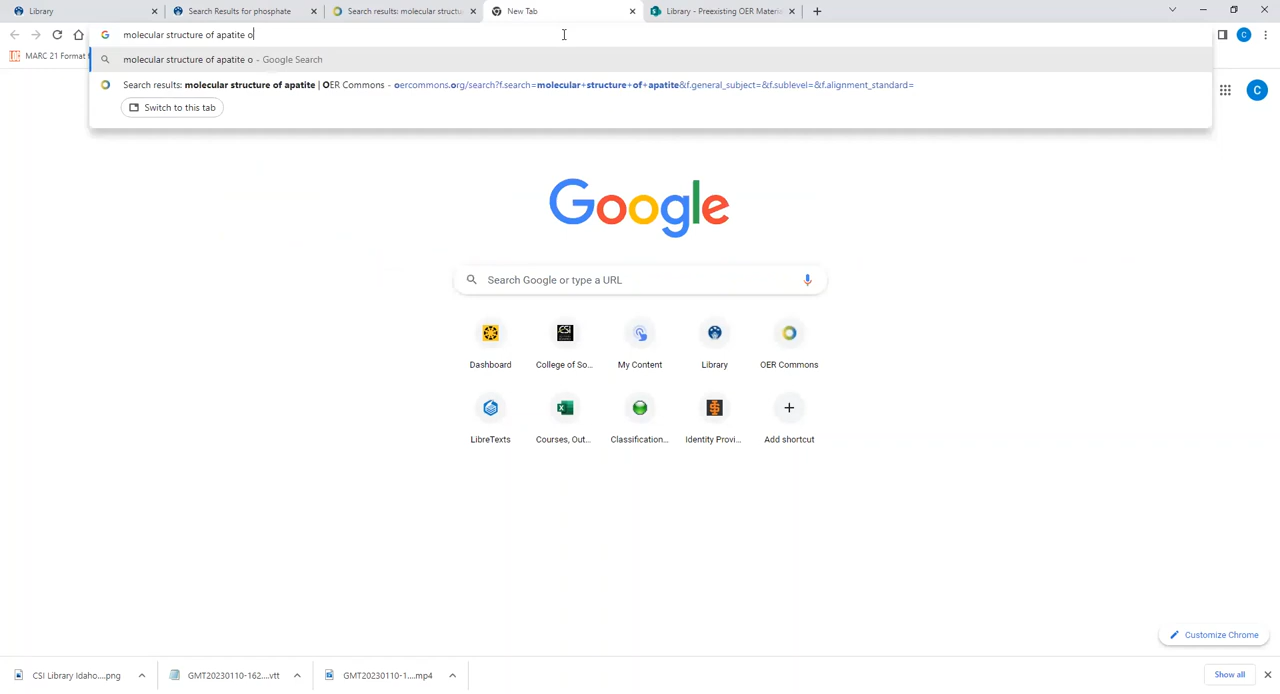 Library
Search Results for phosphate
Search results: molecular structu
New Tab
Library - Preexisting OER Materi
molecular structure of apatite o
MARC 21 Format
molecular structure of apatite o - Google Search
Search results: molecular structure of apatite | OER Commons - oercommons.org/search?f.search=molecular+structure+of+apatite&f.general_subject=&f.sublevel=&f.alignment_standard=
Switch to this tab
C
C
Google
Search Google or type a URL
Dashboard
College of So...
My Content
Library
OER Commons
LibreTexts
Courses, Out...
Classification...
Identity Provi...
Add shortcut
Customize Chrome
CSI Library Idaho....png
GMT20230110-162....vtt
GMT20230110-1....mp4
Show all